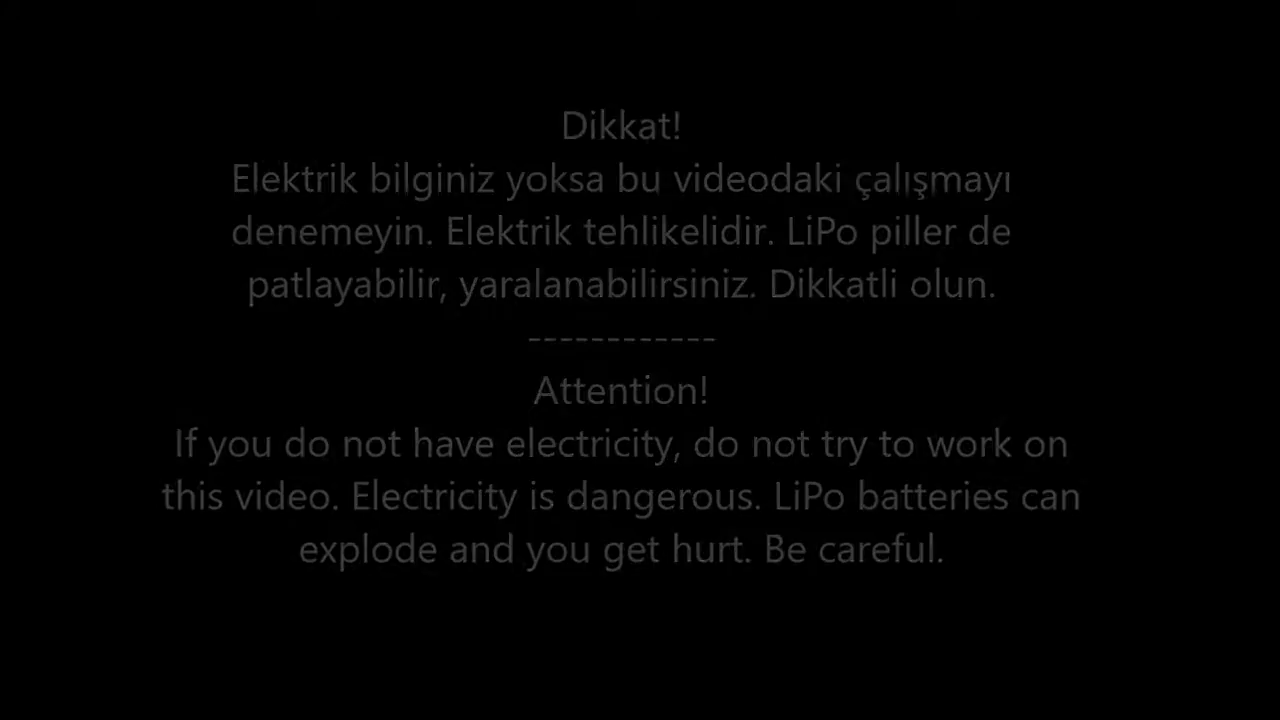 Dikkat!
Elektrik bilginiz yoksa bu videodaki çalışmayı
denemeyin. Elektrik tehlikelidir. LiPo piller de
patlayabilir, yaralanabilirsiniz. Dikkatli olun.
------------
Attention!
If you do not have electricity, do not try to work on
this video. Electricity is dangerous. LiPo batteries can
explode and you get hurt. Be careful.